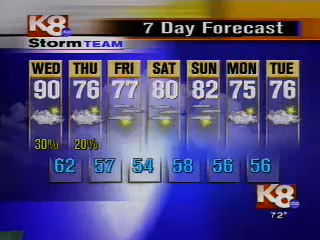 K8
7 Day Forecast
StormTEAM
WED THU FRI SAT SUN MON TUE
90 76 77 80 82 75 76
30% 20%
62 57 54 58 56 56
K8
72°